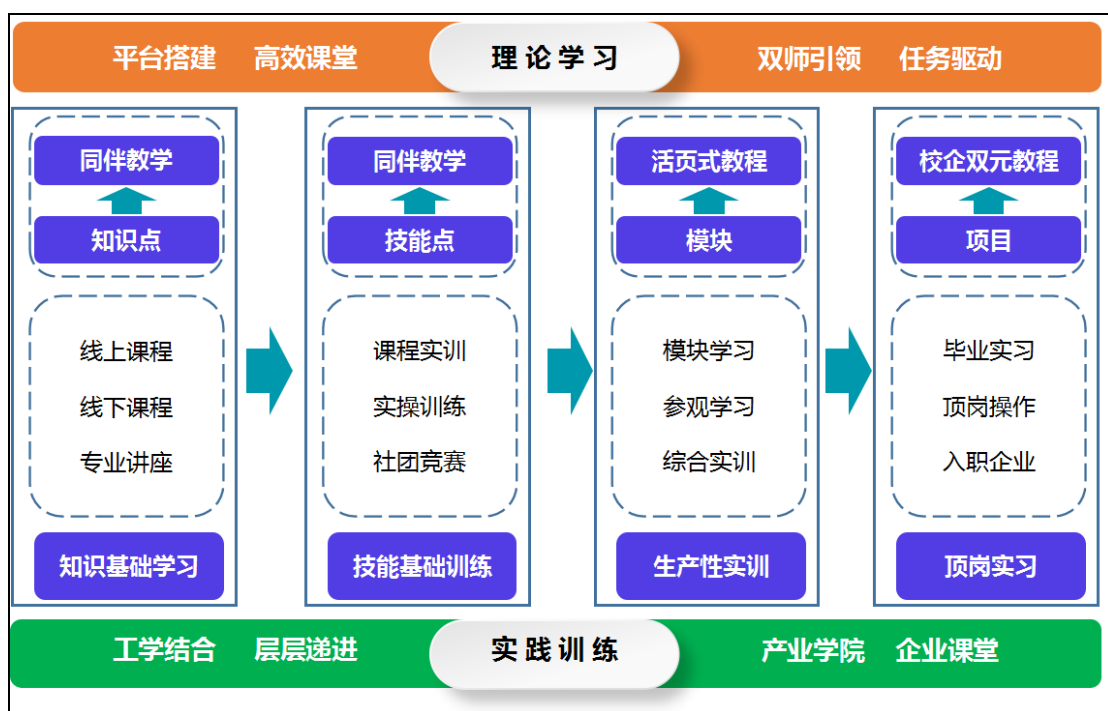 平台搭建 高效课堂 理论学习 双师引领 任务驱动
同伴教学
知识点
线上课程
线下课程
专业讲座
知识基础学习
同伴教学
技能点
课程实训
实操训练
社团竞赛
技能基础训练
活页式教程
模块
模块学习
参观学习
综合实训
生产性实训
校企双元教程
项目
毕业实习
顶岗操作
入职企业
顶岗实习
工学结合 层层递进 实践训练 产业学院 企业课堂